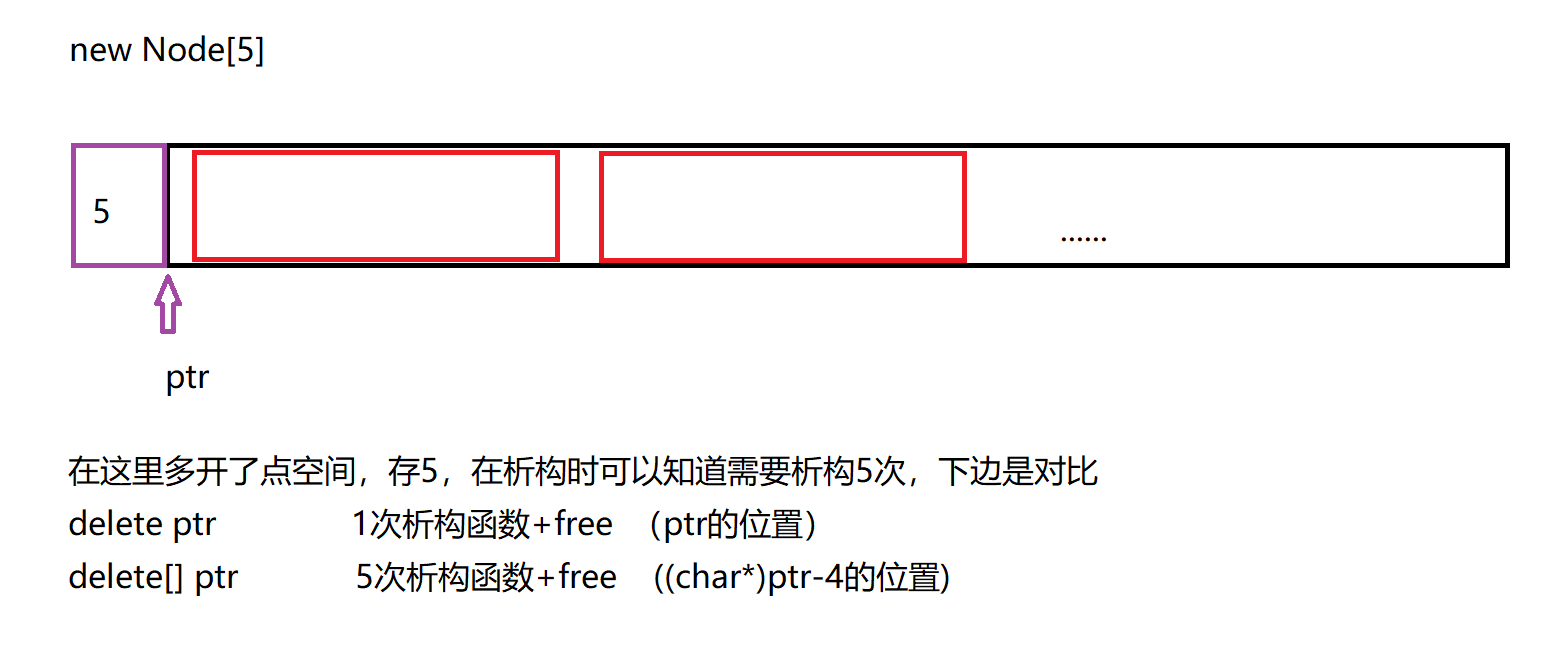 new Node[5]
5
......
ptr
在这里多开了点空间，存5，在析构时可以知道需要析构5次，下边是对比
delete ptr 1次析构函数+free （ptr的位置）
delete[] ptr 5次析构函数+free ((char*)ptr-4的位置)